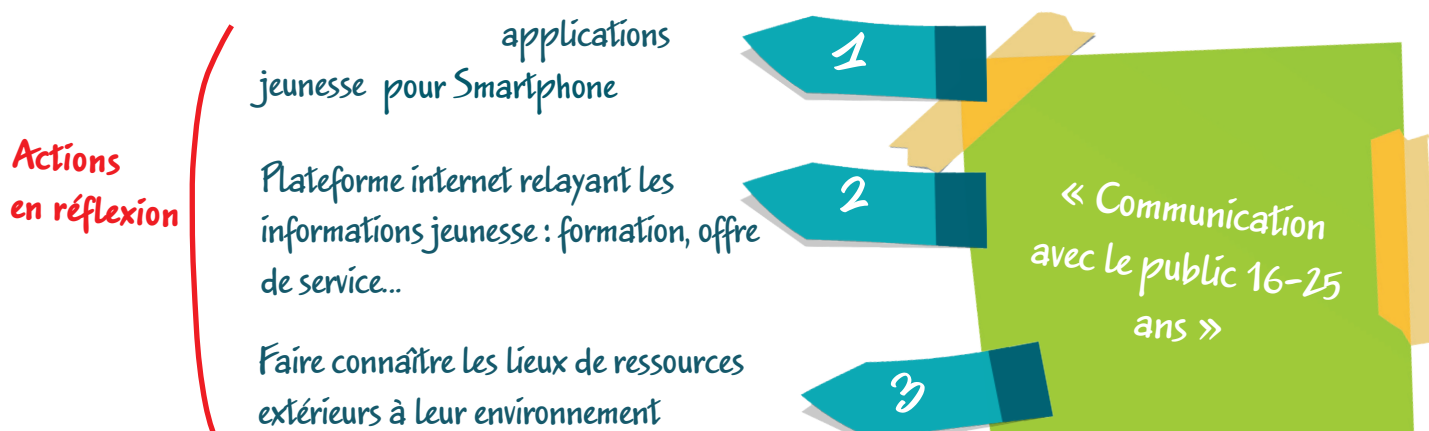 Actions
en réflexion
applications
jeunesse pour Smartphone
1
Plateforme internet relayant les
informations jeunesse : formation, offre
de service...
2
Faire connaître les lieux de ressources
extérieurs à leur environnement
3
« Communication
avec le public 16-25
ans »